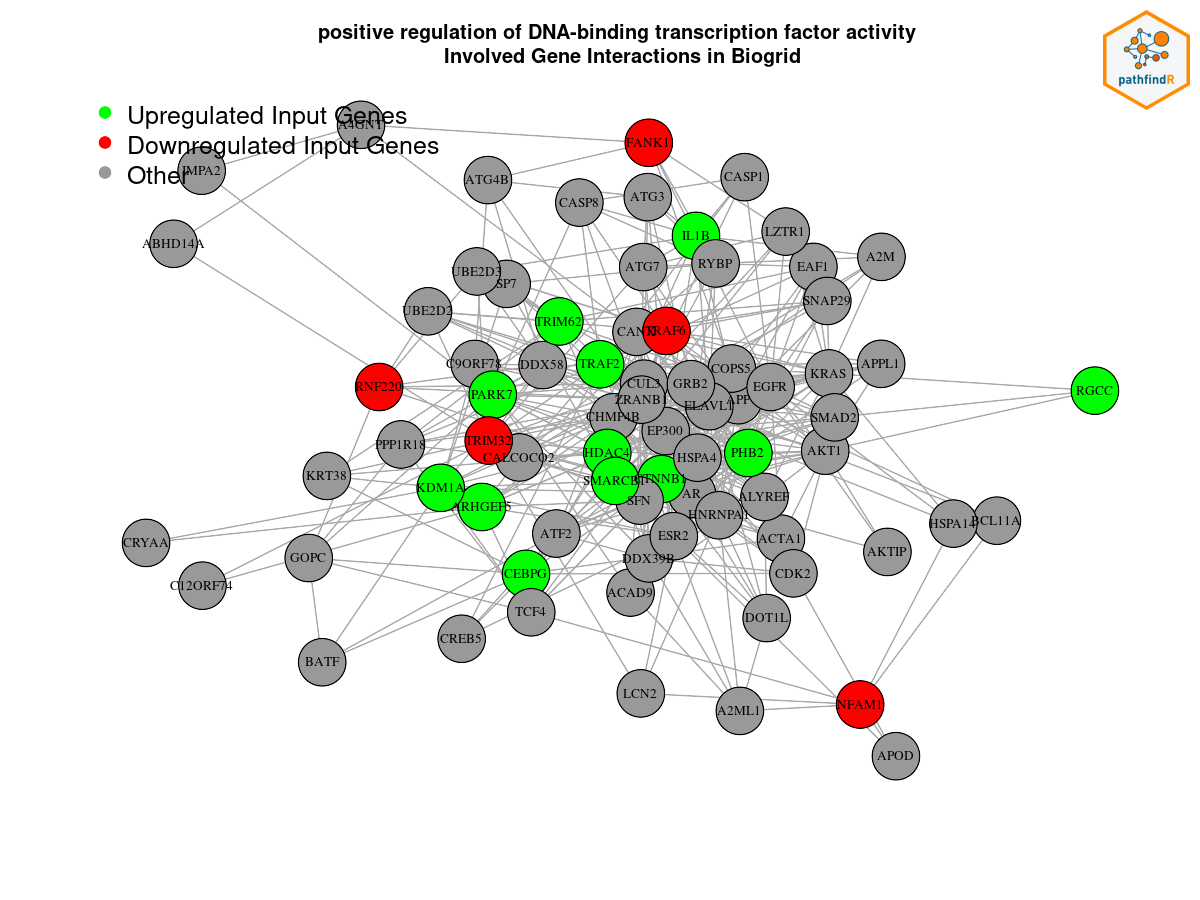 positive regulation of DNA-binding transcription factor activity
Involved Gene Interactions in Biogrid
pathfindR
Upregulated Input Genes
Downregulated Input Genes
Other
A4GNT
FANK1
IMPA2
ATG4B
CASP1
CASP8
ATG3
ABHD14A
IL1B
LZTR1
A2M
UBE2D3
SP7
ATG7
RYBP
EAF1
SNAP29
UBE2D2
TRIM62
TRAF6
C9ORF78
DDX58
TRAF2
COPS5
KRAS
APPL1
RNF220
PARK7
CUL3
GRB2
EGFR
RGCC
ZRANB1
ELAVL1
APP
CHMF4B
SMAD2
PPP1R18
TRIM32
EP300
CALCOCO2
HDAC4
HSPA4
PHB2
AKT1
KRT38
KDM1A
SMARCB1
CTNNB1
ARHGEF5
SFN
AR
ALYREF
HNRNPA1
CRYAA
ATF2
ESR2
ACTA1
HSPA14
BCL11A
GOPC
DDX39B
AKTIP
C12ORF74
CEBPG
ACAD9
CDK2
TCF4
DOT1L
CREB5
BATF
LCN2
A2ML1
NFAM1
APOD